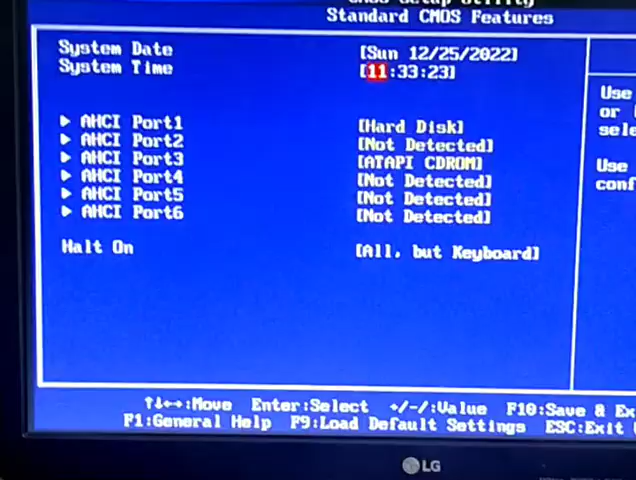 CMOS Setup Utility
Standard CMOS Features
System Date [Sun 12/25/2022]
System Time [11:33:23]
▶ AHCI Port1 [Hard Disk]
▶ AHCI Port2 [Not Detected]
▶ AHCI Port3 [ATAPI CDROM]
▶ AHCI Port4 [Not Detected]
▶ AHCI Port5 [Not Detected]
▶ AHCI Port6 [Not Detected]
Halt On [All, but Keyboard]
Use
or
sele
Use
conf
↑↓←→:Move Enter:Select +/-/:Value F10:Save & Ex
F1:General Help F9:Load Default Settings ESC:Exit
LG